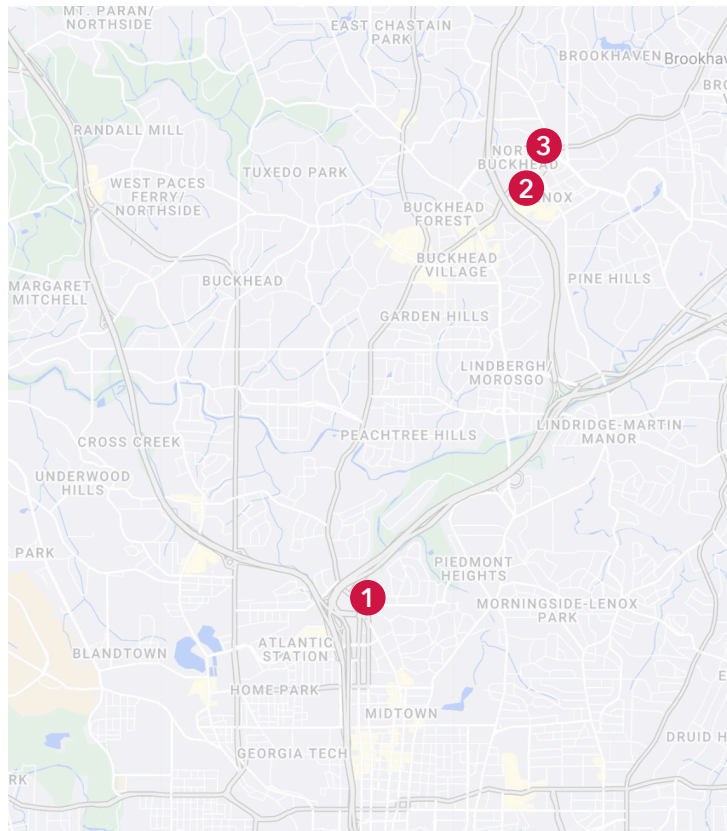 MT. PARAN/
NORTHSIDE
EAST CHASTAIN
PARK
BROOKHAVEN
RANDALL MILL
3
BUCKHEAD
TUXEDO PARK
WEST PACES
FERRY/
NORTHSIDE
2
BUCKHEAD
FOREST
BUCKHEAD
VILLAGE
MARGARET
MITCHELL
BUCKHEAD
PINE HILLS
GARDEN HILLS
LINDBERGH/
MOROSGO
CROSS CREEK
PEACHTREE HILLS
LINDRIDGE-MARTIN
MANOR
UNDERWOOD
HILLS
PARK
PIEDMONT
HEIGHTS
1
MORNINGSIDE-LENOX
PARK
BLANDTOWN
ATLANTIC
STATION
HOME PARK
MIDTOWN
GEORGIA TECH
DRUID H